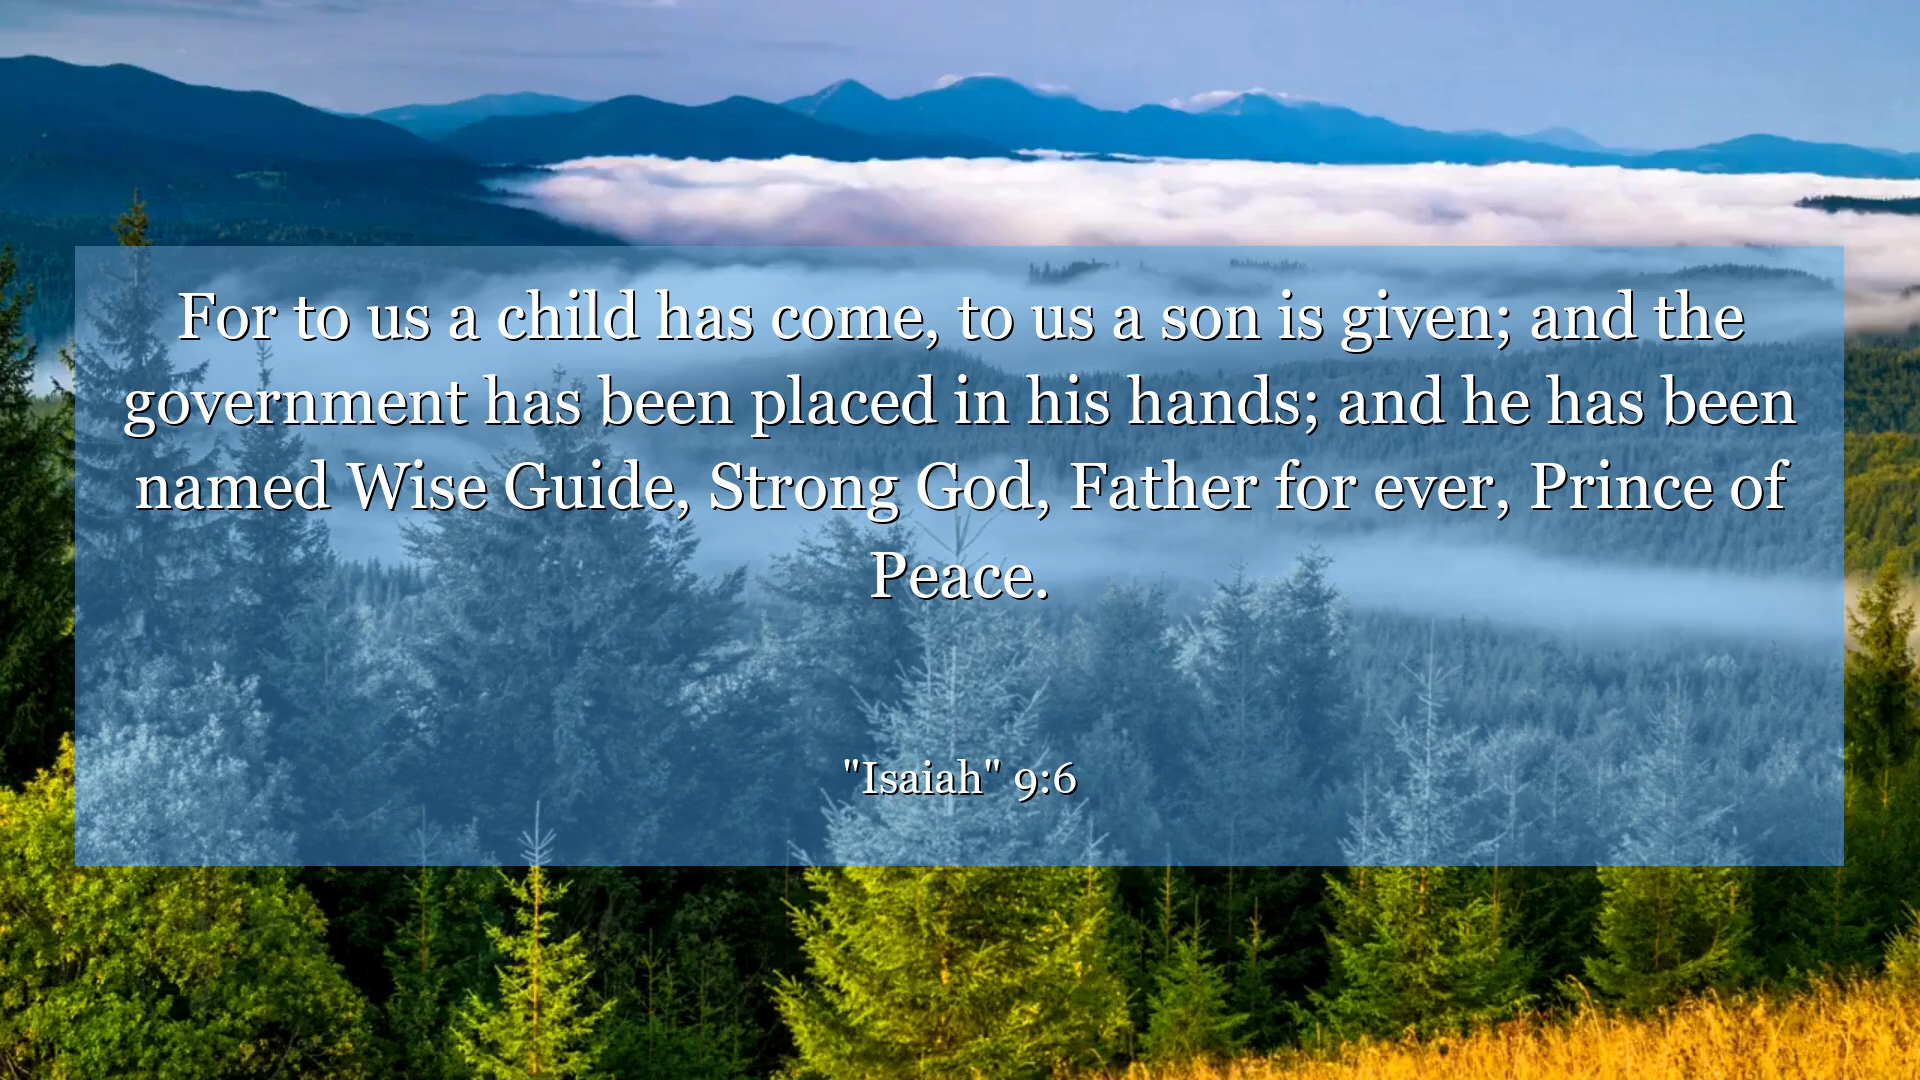 For to us a child has come, to us a son is given; and the
government has been placed in his hands; and he has been
named Wise Guide, Strong God, Father for ever, Prince of
Peace.
"Isaiah" 9:6